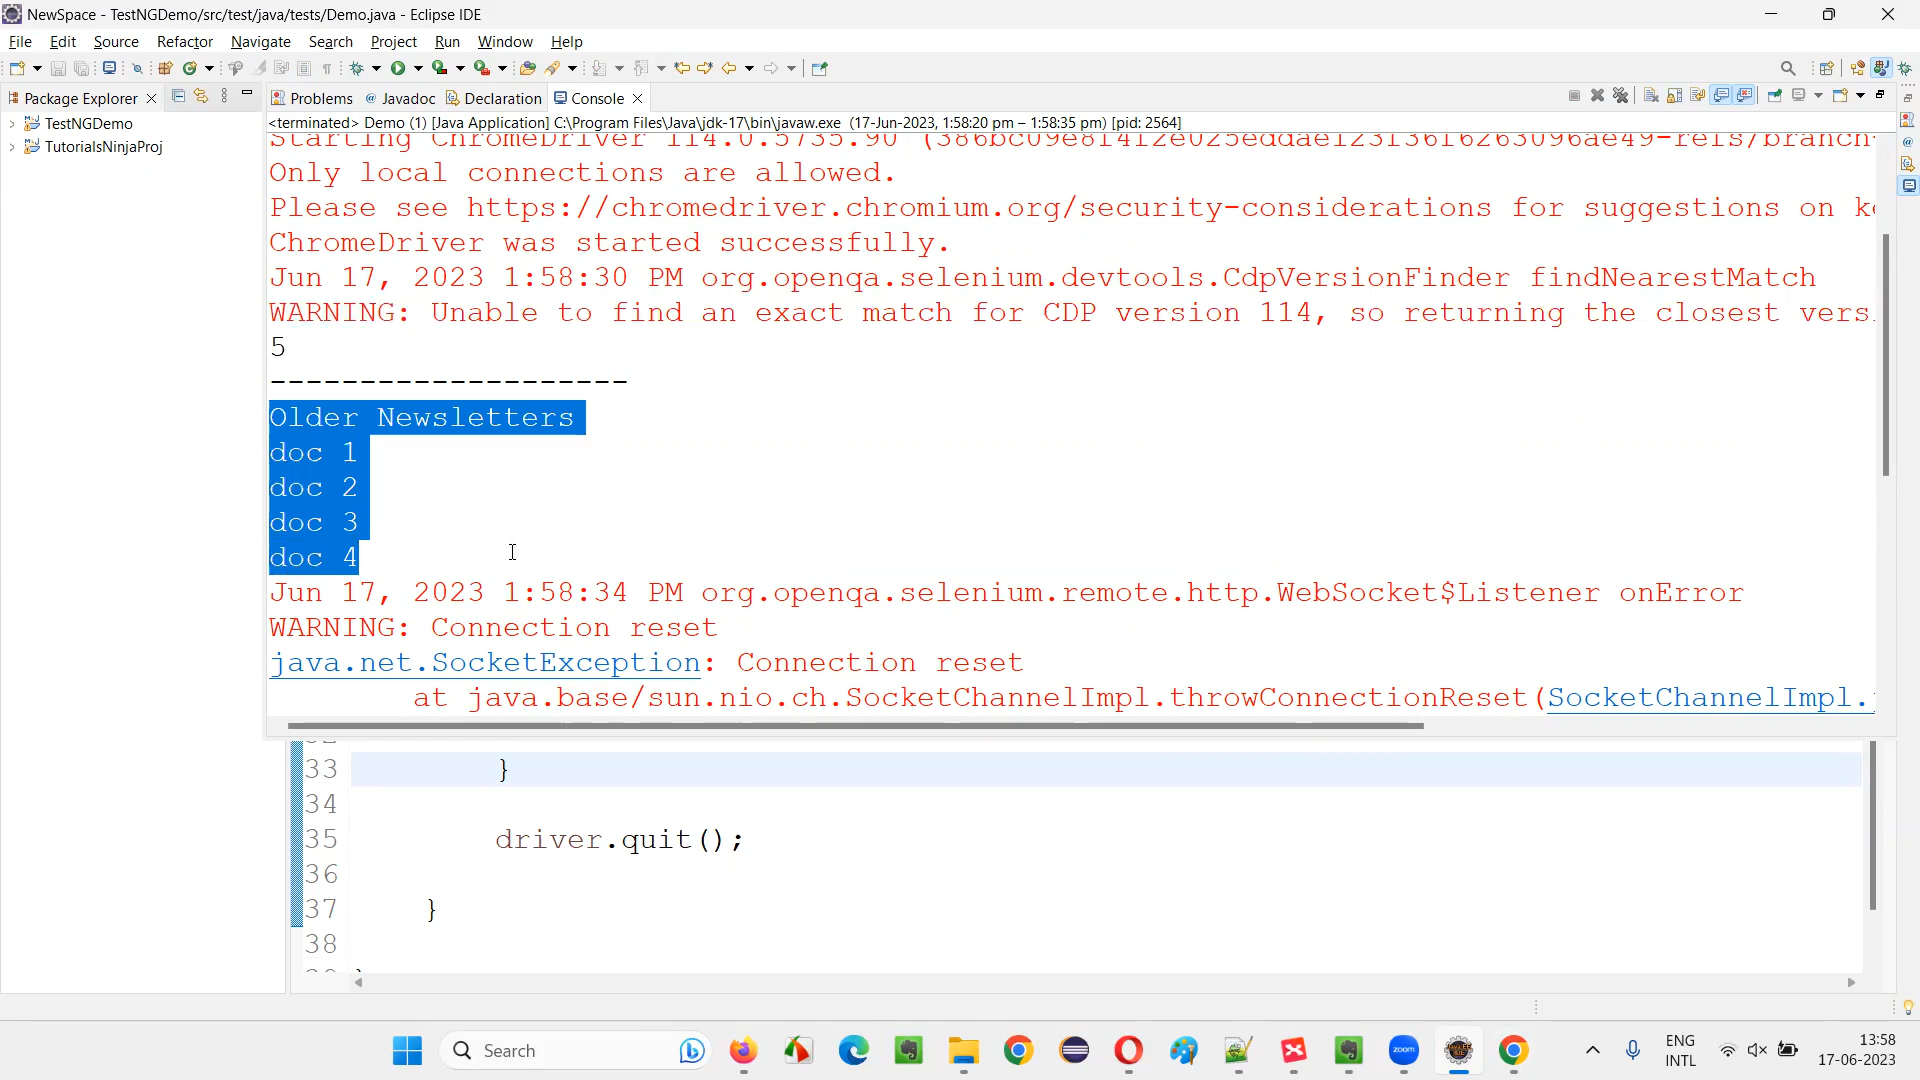 NewSpace - TestNGDemo/src/test/java/tests/Demo.java - Eclipse IDE
File Edit Source Refactor Navigate Search Project Run Window Help
Package Explorer
Problems Javadoc Declaration Console
TestNGDemo
TutorialsNinjaProj
<terminated> Demo (1) [Java Application] C:\Program Files\Java\jdk-17\bin\javaw.exe (17-Jun-2023, 1:58:20 pm – 1:58:35 pm) [pid: 2564]
Starting ChromeDriver 114.0.5735.90
Only local connections are allowed.
Please see https://chromedriver.chromium.org/security-considerations for suggestions on
ChromeDriver was started successfully.
Jun 17, 2023 1:58:30 PM org.openqa.selenium.devtools.CdpVersionFinder findNearestMatch
WARNING: Unable to find an exact match for CDP version 114, so returning the closest
5
--------------------
Older Newsletters
doc 1
doc 2
doc 3
doc 4
Jun 17, 2023 1:58:34 PM org.openqa.selenium.remote.http.WebSocket$Listener onError
WARNING: Connection reset
java.net.SocketException: Connection reset
at java.base/sun.nio.ch.SocketChannelImpl.throwConnectionReset(SocketChannelImpl.
33 }
34
35 driver.quit();
36
37 }
38
Search
zoom
ENG
INTL
13:58
17-06-2023